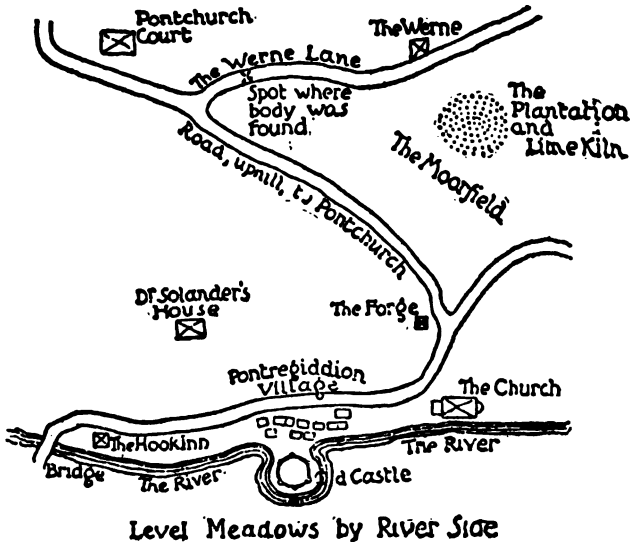 Pontchurch
Court
The Werne
The Werne Lane
Spot where
body was
found.
The
Plantation
and
Lime Kiln
The Moorfield
Road, uphill, to Pontchurch
Dr Solander's
House
The Forge
Pontregiddion
Village
The Church
The Hook Inn
The River
Bridge
The River
d Castle
Level Meadows by River Side